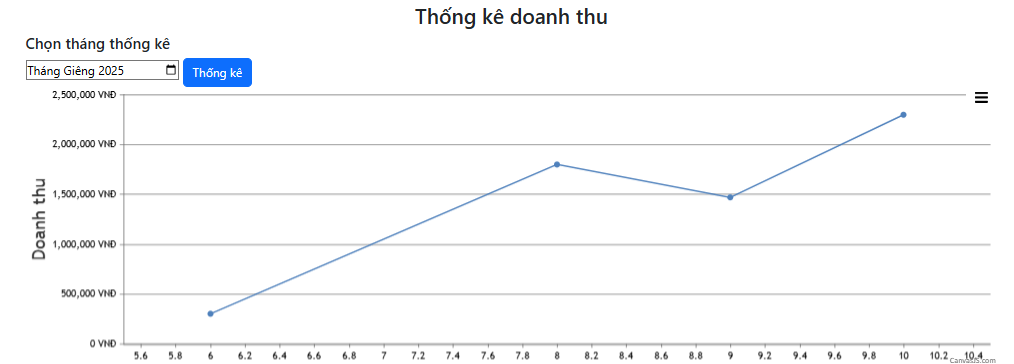 Thống kê doanh thu
Chọn tháng thống kê
Tháng Giêng 2025
Thống kê
2,500,000 VNĐ
2,000,000 VNĐ
1,500,000 VNĐ
1,000,000 VNĐ
500,000 VNĐ
0 VNĐ
Doanh thu
5.6 5.8 6 6.2 6.4 6.6 6.8 7 7.2 7.4 7.6 7.8 8 8.2 8.4 8.6 8.8 9 9.2 9.4 9.6 9.8 10 10.2 10.4
CanvasJS.com